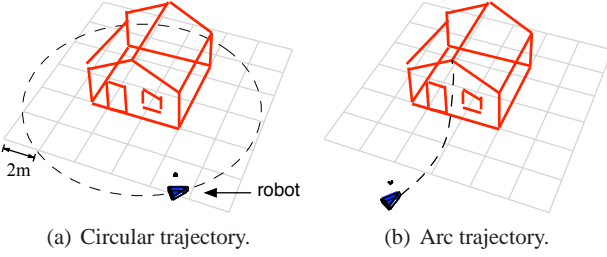 2m
robot
(a) Circular trajectory.
(b) Arc trajectory.